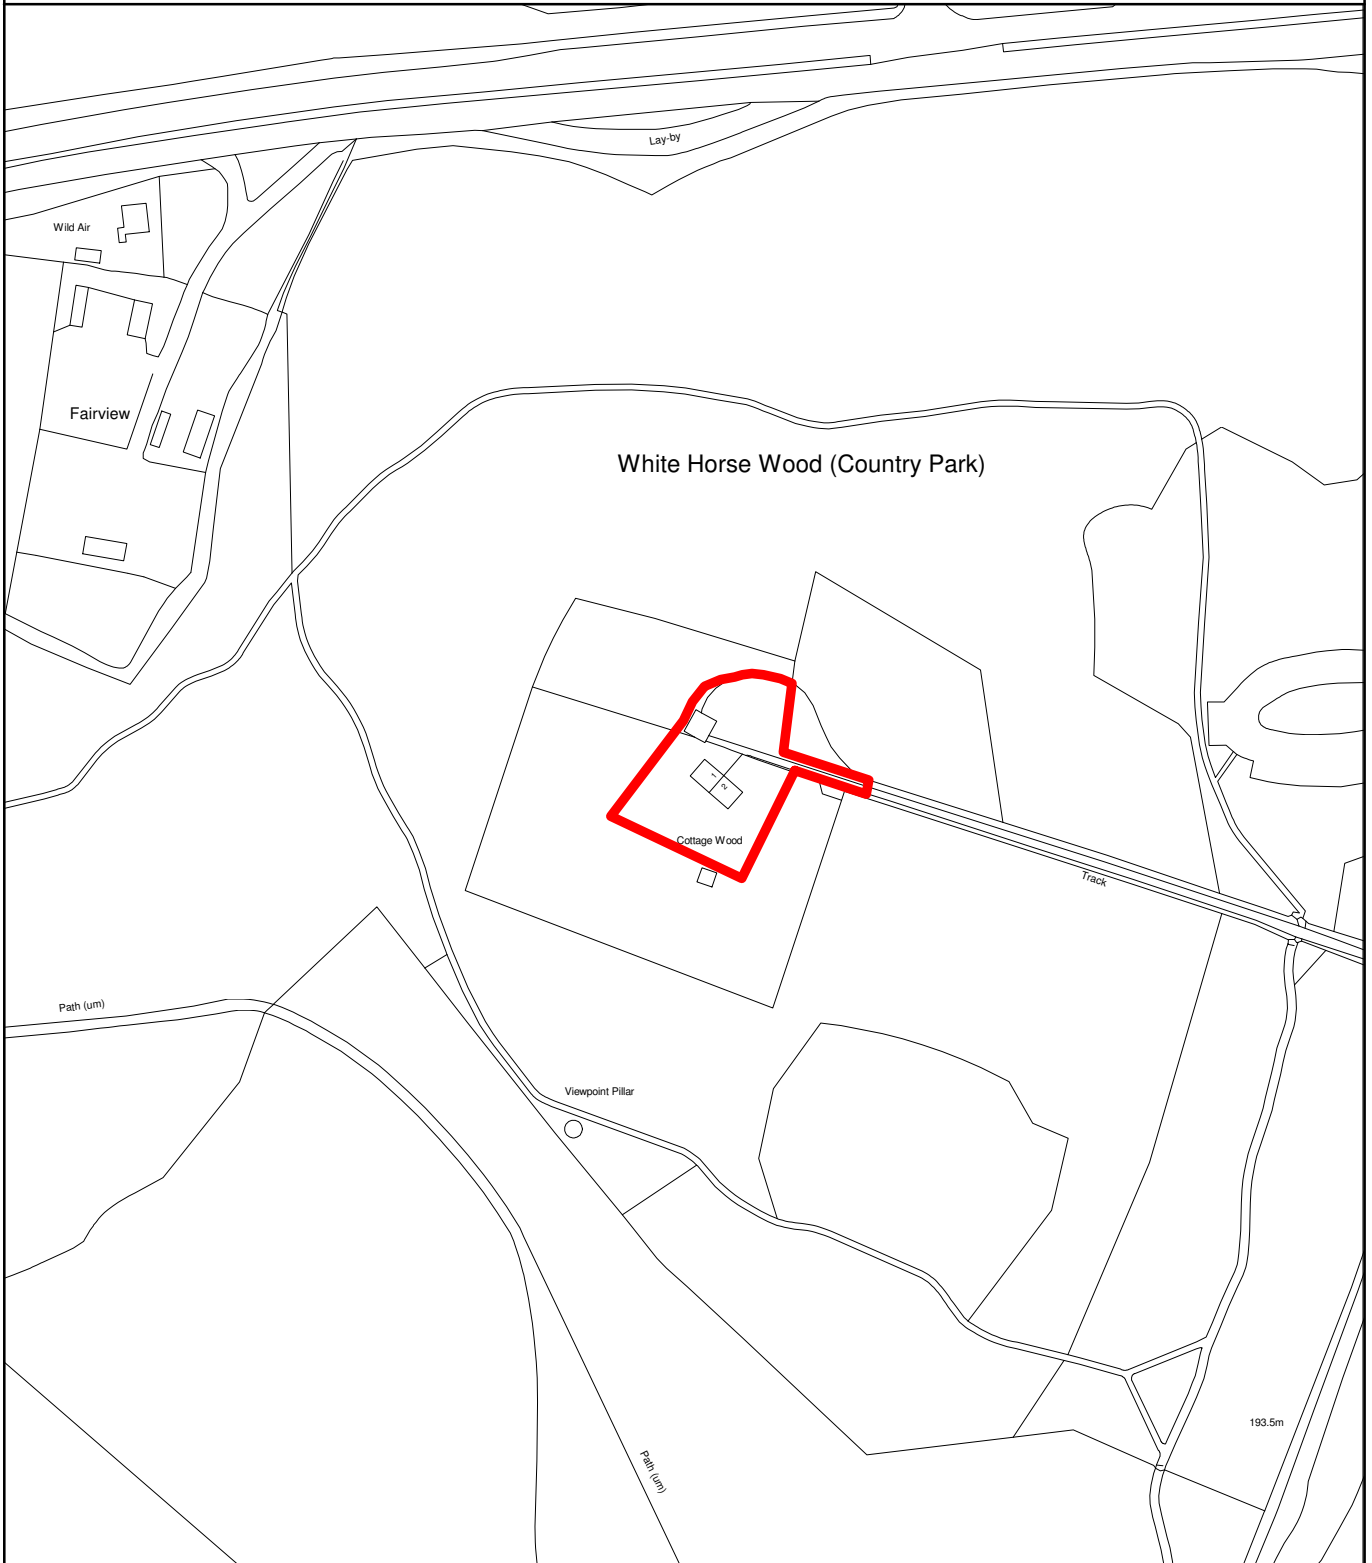 Lay-by
Wild Air
Fairview
White Horse Wood (Country Park)
1
2
Cottage Wood
Track
Path (um)
Viewpoint Pillar
193.5m
Path (um)